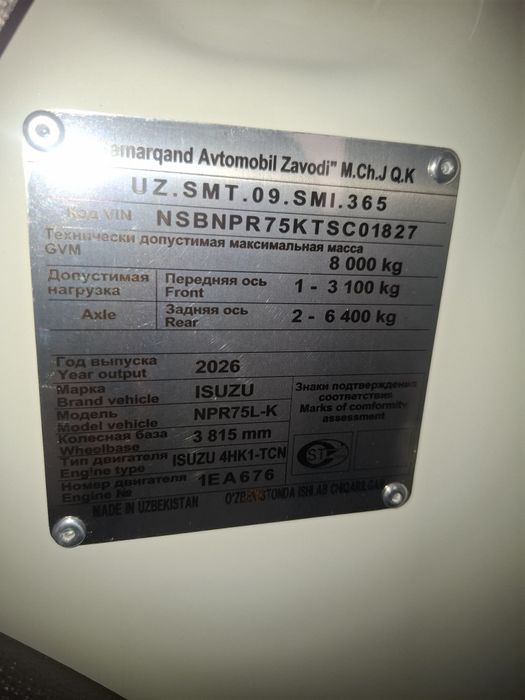 Avtomobil Zavodi" M.Ch.J Q.K
UZ.SMT.09.SMI.365
Код VIN NSBNPR75KTSC01827
Технически допустимая максимальная масса
GVM 8 000 kg
Допустимая нагрузка Передняя ось Front 1 - 3 100 kg
Axle Задняя ось Rear 2 - 6 400 kg
Год выпуска
Year output 2026
Марка
Brand vehicle ISUZU
Модель
Model vehicle NPR75L-K
Колесная база
Wheelbase 3 815 mm
Тип двигателя
Engine type ISUZU 4HK1-TCN
Номер двигателя
Engine № 1EA676
Знаки подтверждения
соответствия
Marks of conformity
assessment
MADE IN UZBEKISTAN O'ZBEKISTONDA ISHLAB CHIQARILGAN